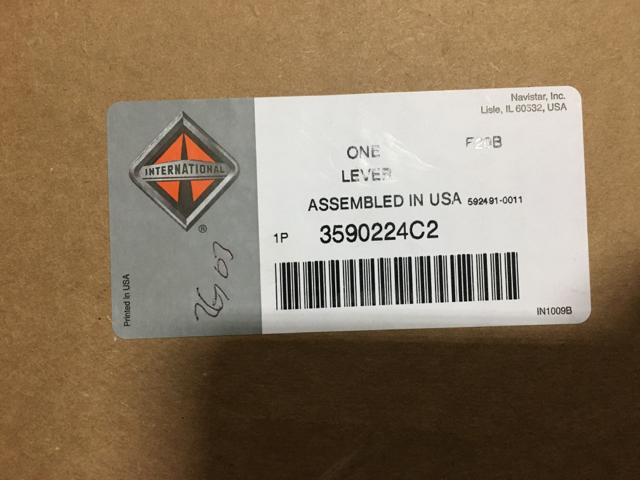 Navistar, Inc.
Lisle, IL 60532, USA
ONE
LEVER
ASSEMBLED IN USA 592491-0011
1P 3590224C2
INTERNATIONAL
®
Printed in USA
IN1009B